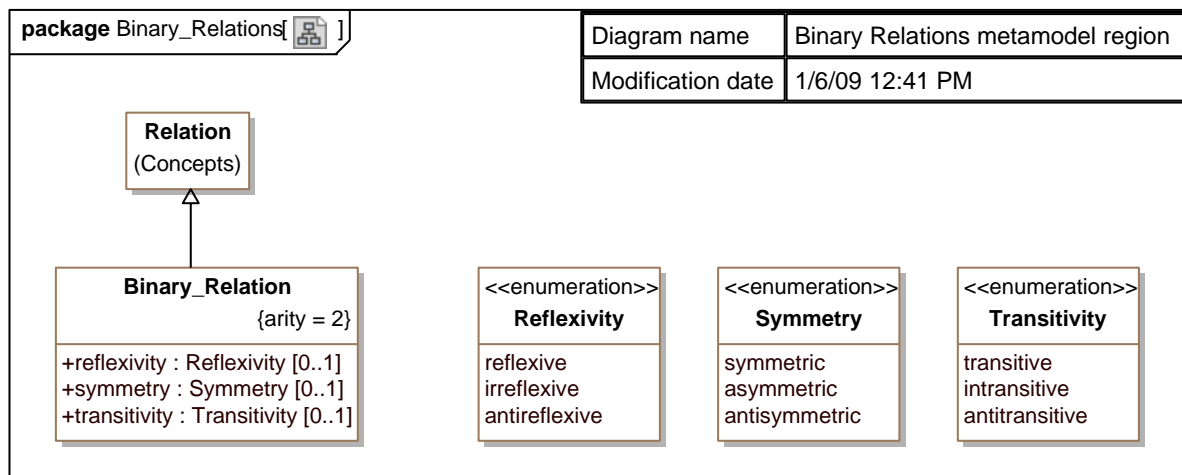 package Binary_Relations[ ]
Diagram name Binary Relations metamodel region
Modification date 1/6/09 12:41 PM
Relation
(Concepts)
Binary_Relation
{arity = 2}
+reflexivity : Reflexivity [0..1]
+symmetry : Symmetry [0..1]
+transitivity : Transitivity [0..1]
<<enumeration>>
Reflexivity
reflexive
irreflexive
antireflexive
<<enumeration>>
Symmetry
symmetric
asymmetric
antisymmetric
<<enumeration>>
Transitivity
transitive
intransitive
antitransitive